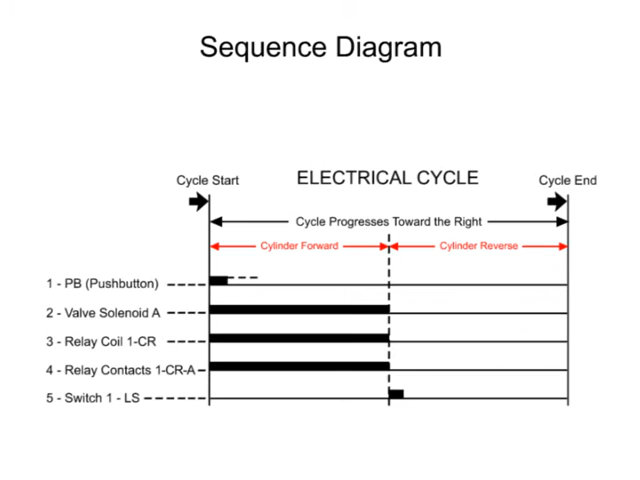 Sequence Diagram
Cycle Start
ELECTRICAL CYCLE
Cycle End
Cycle Progresses Toward the Right
Cylinder Forward
Cylinder Reverse
1 - PB (Pushbutton)
2 - Valve Solenoid A
3 - Relay Coil 1-CR
4 - Relay Contacts 1-CR-A
5 - Switch 1 - LS